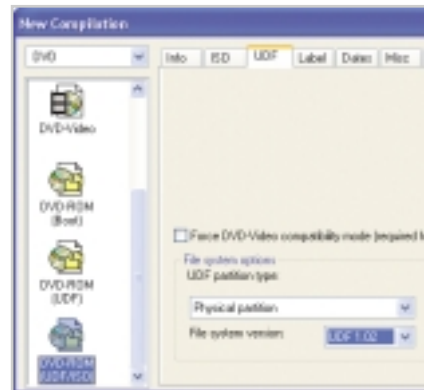 New Compilation
DVD
Info ISO UDF Label Dates Misc
DVD-Video
DVD-ROM
(Boot)
DVD-ROM
(UDF)
DVD-ROM
(UDF/ISO)
Force DVD-Video compatibility mode (required
File system options
UDF partition type:
Physical partition
File system version:
UDF 1.02